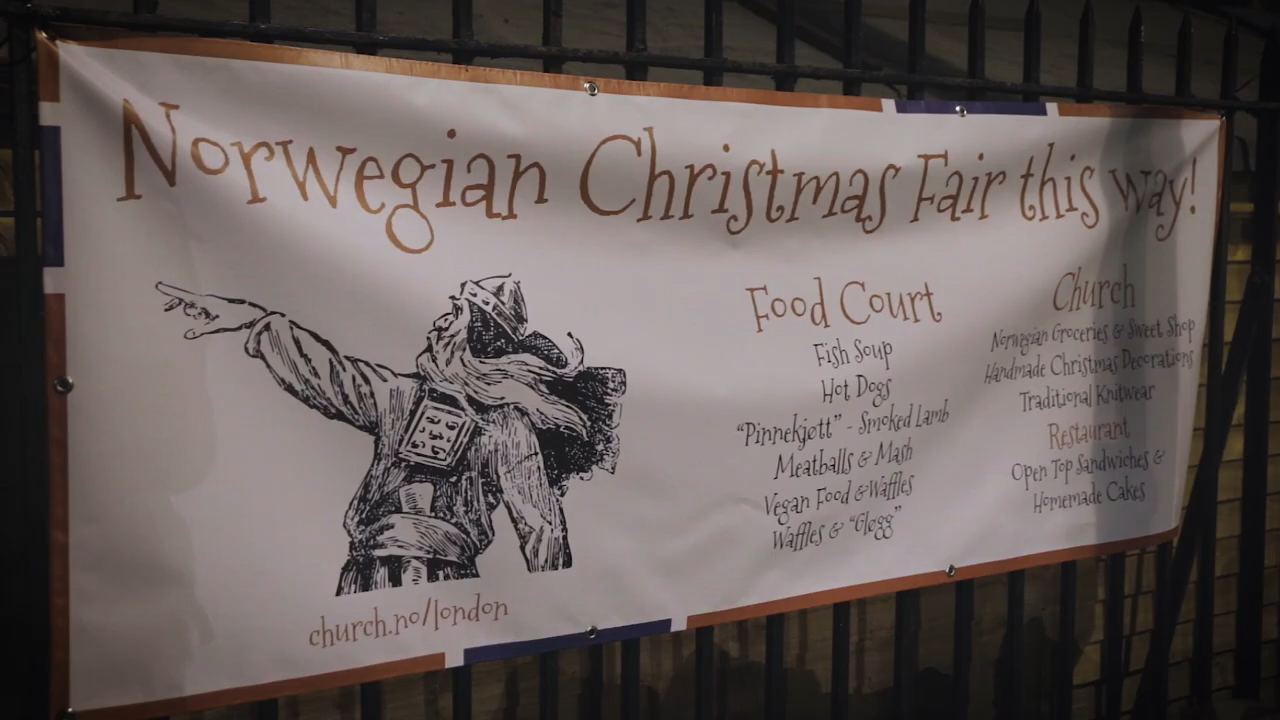 Norwegian Christmas Fair this way!
Food Court
Fish Soup
Hot Dogs
"Pinnekjøtt" - Smoked Lamb
Meatballs & Mash
Vegan Food & Waffles
Waffles & "Gløgg"
Church
Norwegian Groceries & Sweet Shop
Handmade Christmas Decorations
Traditional Knitwear
Restaurant
Open Top Sandwiches &
Homemade Cakes
church.no/london